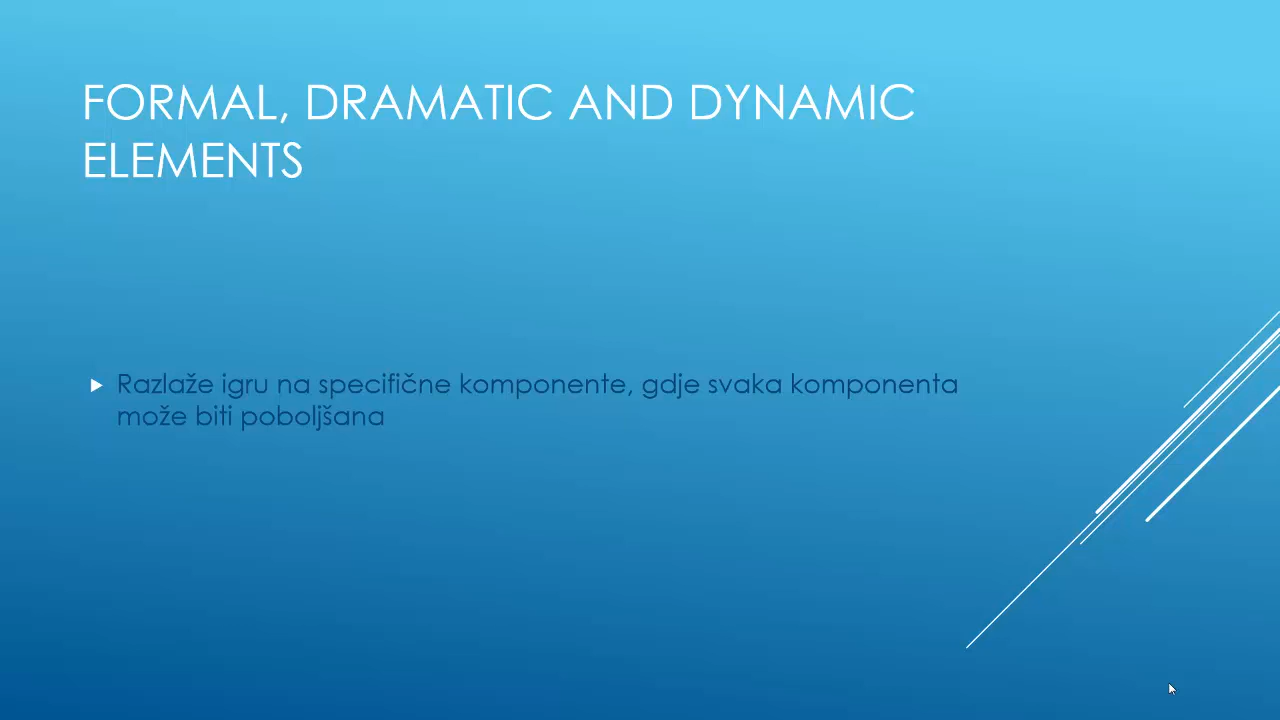 FORMAL, DRAMATIC AND DYNAMIC
ELEMENTS
Razlaže igru na specifične komponente, gdje svaka komponenta
može biti poboljšana